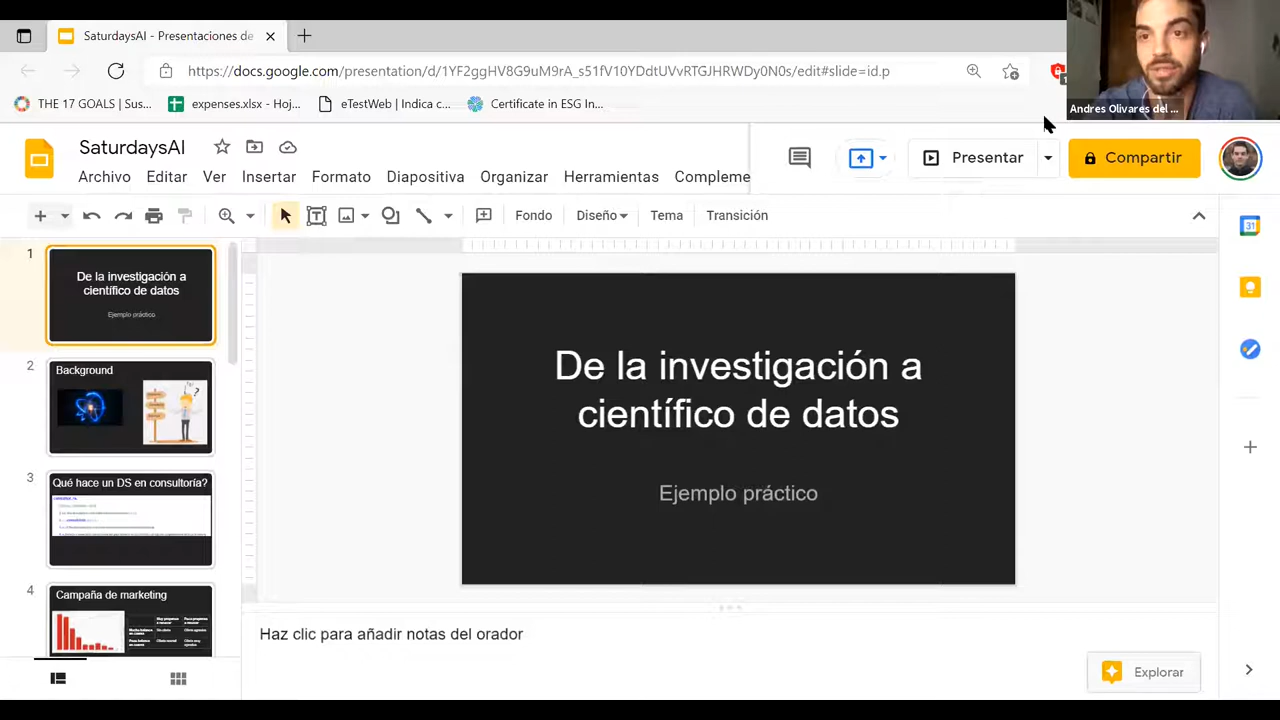 SaturdaysAI - Presentaciones de
https://docs.google.com/presentation/d/1YF2ggHV8G9uM9rA_s51fV10YDdtUVvRTGJHRWDy0N0s/edit#slide=id.p
THE 17 GOALS | Sus...
expenses.xlsx - Hoj...
eTestWeb | Indica c...
Certificate in ESG In...
Andres Olivares del ...
SaturdaysAI
Archivo Editar Ver Insertar Formato Diapositiva Organizar Herramientas Compleme
Presentar
Compartir
Fondo Diseño Tema Transición
31
1
De la investigación a
científico de datos
Ejemplo práctico
2
Background
3
Qué hace un DS en consultoría?
4
Campaña de marketing
De la investigación a
científico de datos
Ejemplo práctico
Haz clic para añadir notas del orador
Explorar